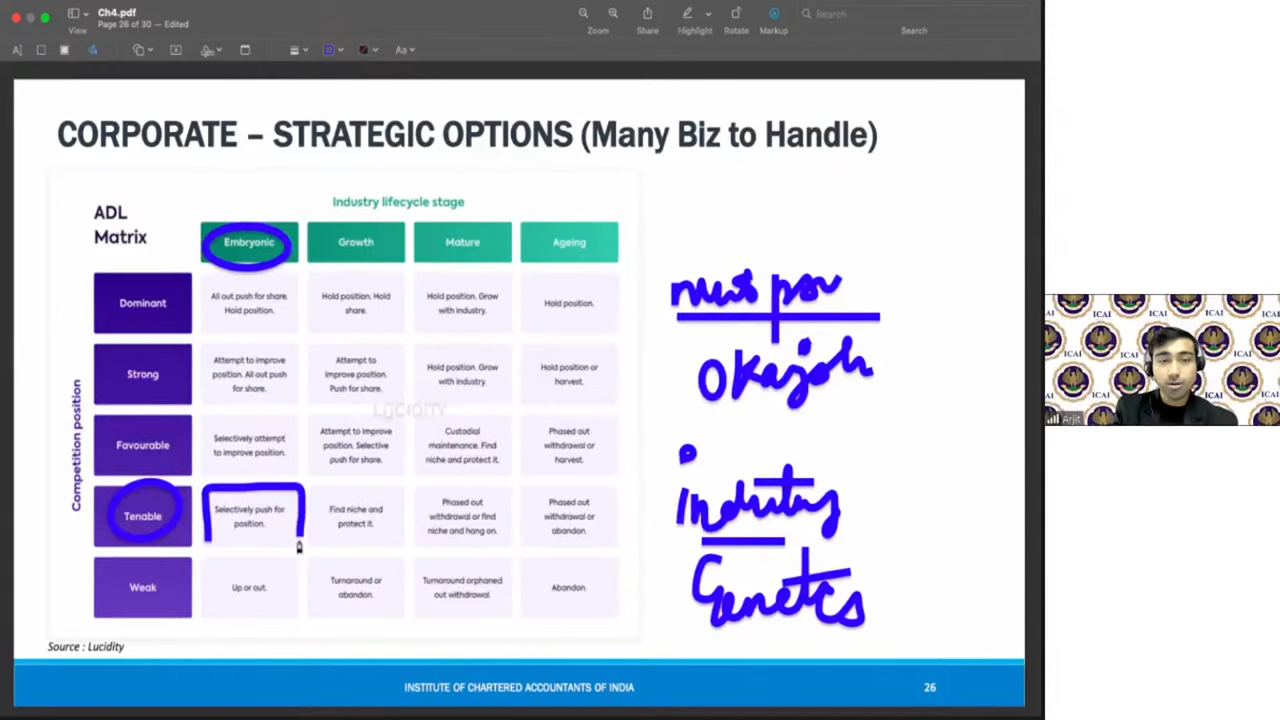 Ch4.pdf
Page 26 of 30 — Edited
View
Zoom
Share
Highlight
Rotate
Markup
Search
Search
CORPORATE – STRATEGIC OPTIONS (Many Biz to Handle)
ADL
Matrix
Industry lifecycle stage
Embryonic
Growth
Mature
Ageing
Competition position
Dominant
All out push for share.
Hold position.
Hold position. Hold
share.
Hold position. Grow
with industry.
Hold position.
Strong
Attempt to improve
position. All out push
for share.
Attempt to
improve position.
Push for share.
Hold position. Grow
with industry.
Hold position or
harvest.
Lucidity
Favourable
Selectively attempt
to improve position.
Attempt to improve
position. Selective
push for share.
Custodial
maintenance. Find
niche and protect it.
Phased out
withdrawal or
harvest.
Tenable
Selectively push for
position.
Find niche and
protect it.
Phased out
withdrawal or find
niche and hang on.
Phased out
withdrawal or
abandon.
Weak
Up or out.
Turnaround or
abandon.
Turnaround orphaned
out withdrawal.
Abandon.
Industry
Genetcs
Source : Lucidity
INSTITUTE OF CHARTERED ACCOUNTANTS OF INDIA
26
ICAI
Arjit